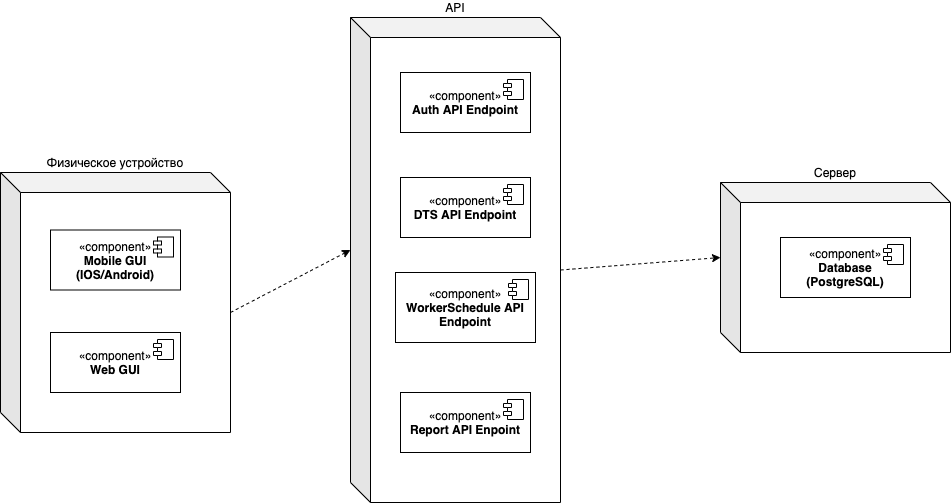 API
«component»
Auth API Endpoint
«component»
DTS API Endpoint
«component»
WorkerSchedule API
Endpoint
«component»
Report API Enpoint
Физическое устройство
«component»
Mobile GUI
(IOS/Android)
«component»
Web GUI
Сервер
«component»
Database
(PostgreSQL)